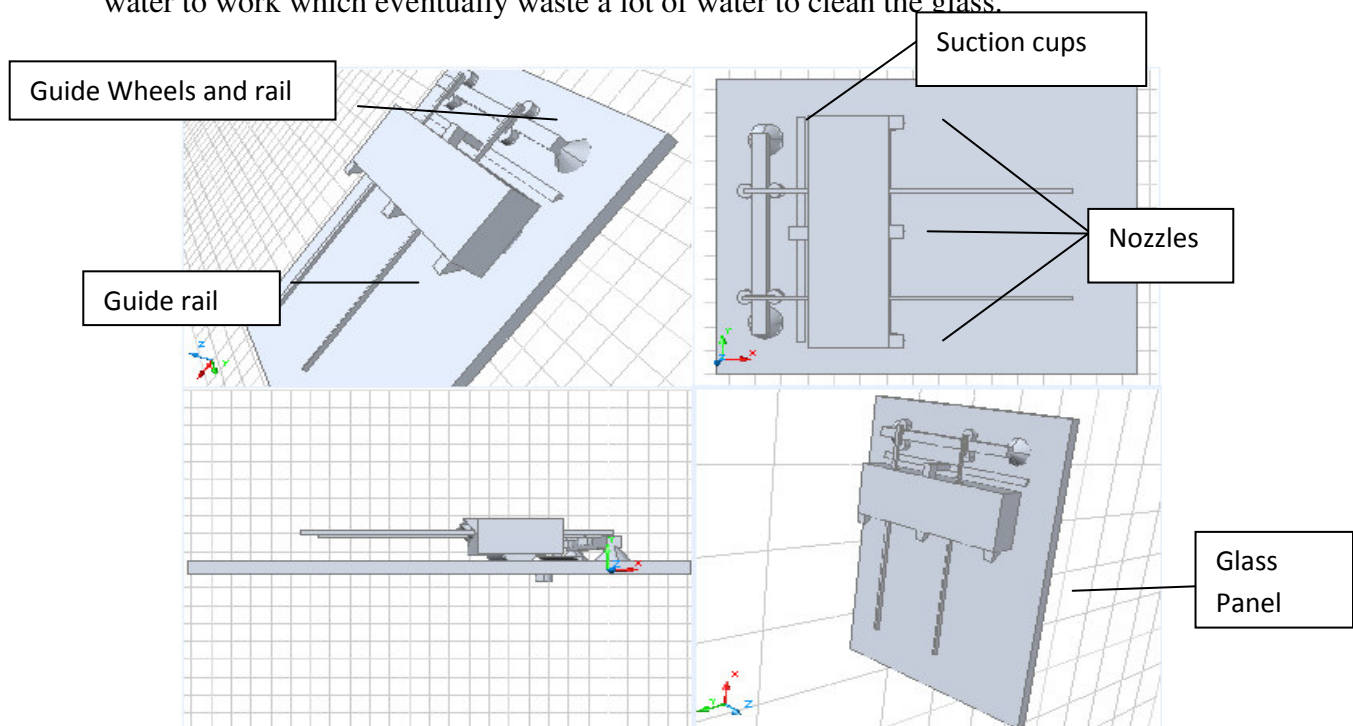 water to work which eventually waste a lot of water to clean the glass.
Suction cups
Guide Wheels and rail
Nozzles
Guide rail
Z
Y
Y
X
Y
X
Glass
Panel
X
Y
Z